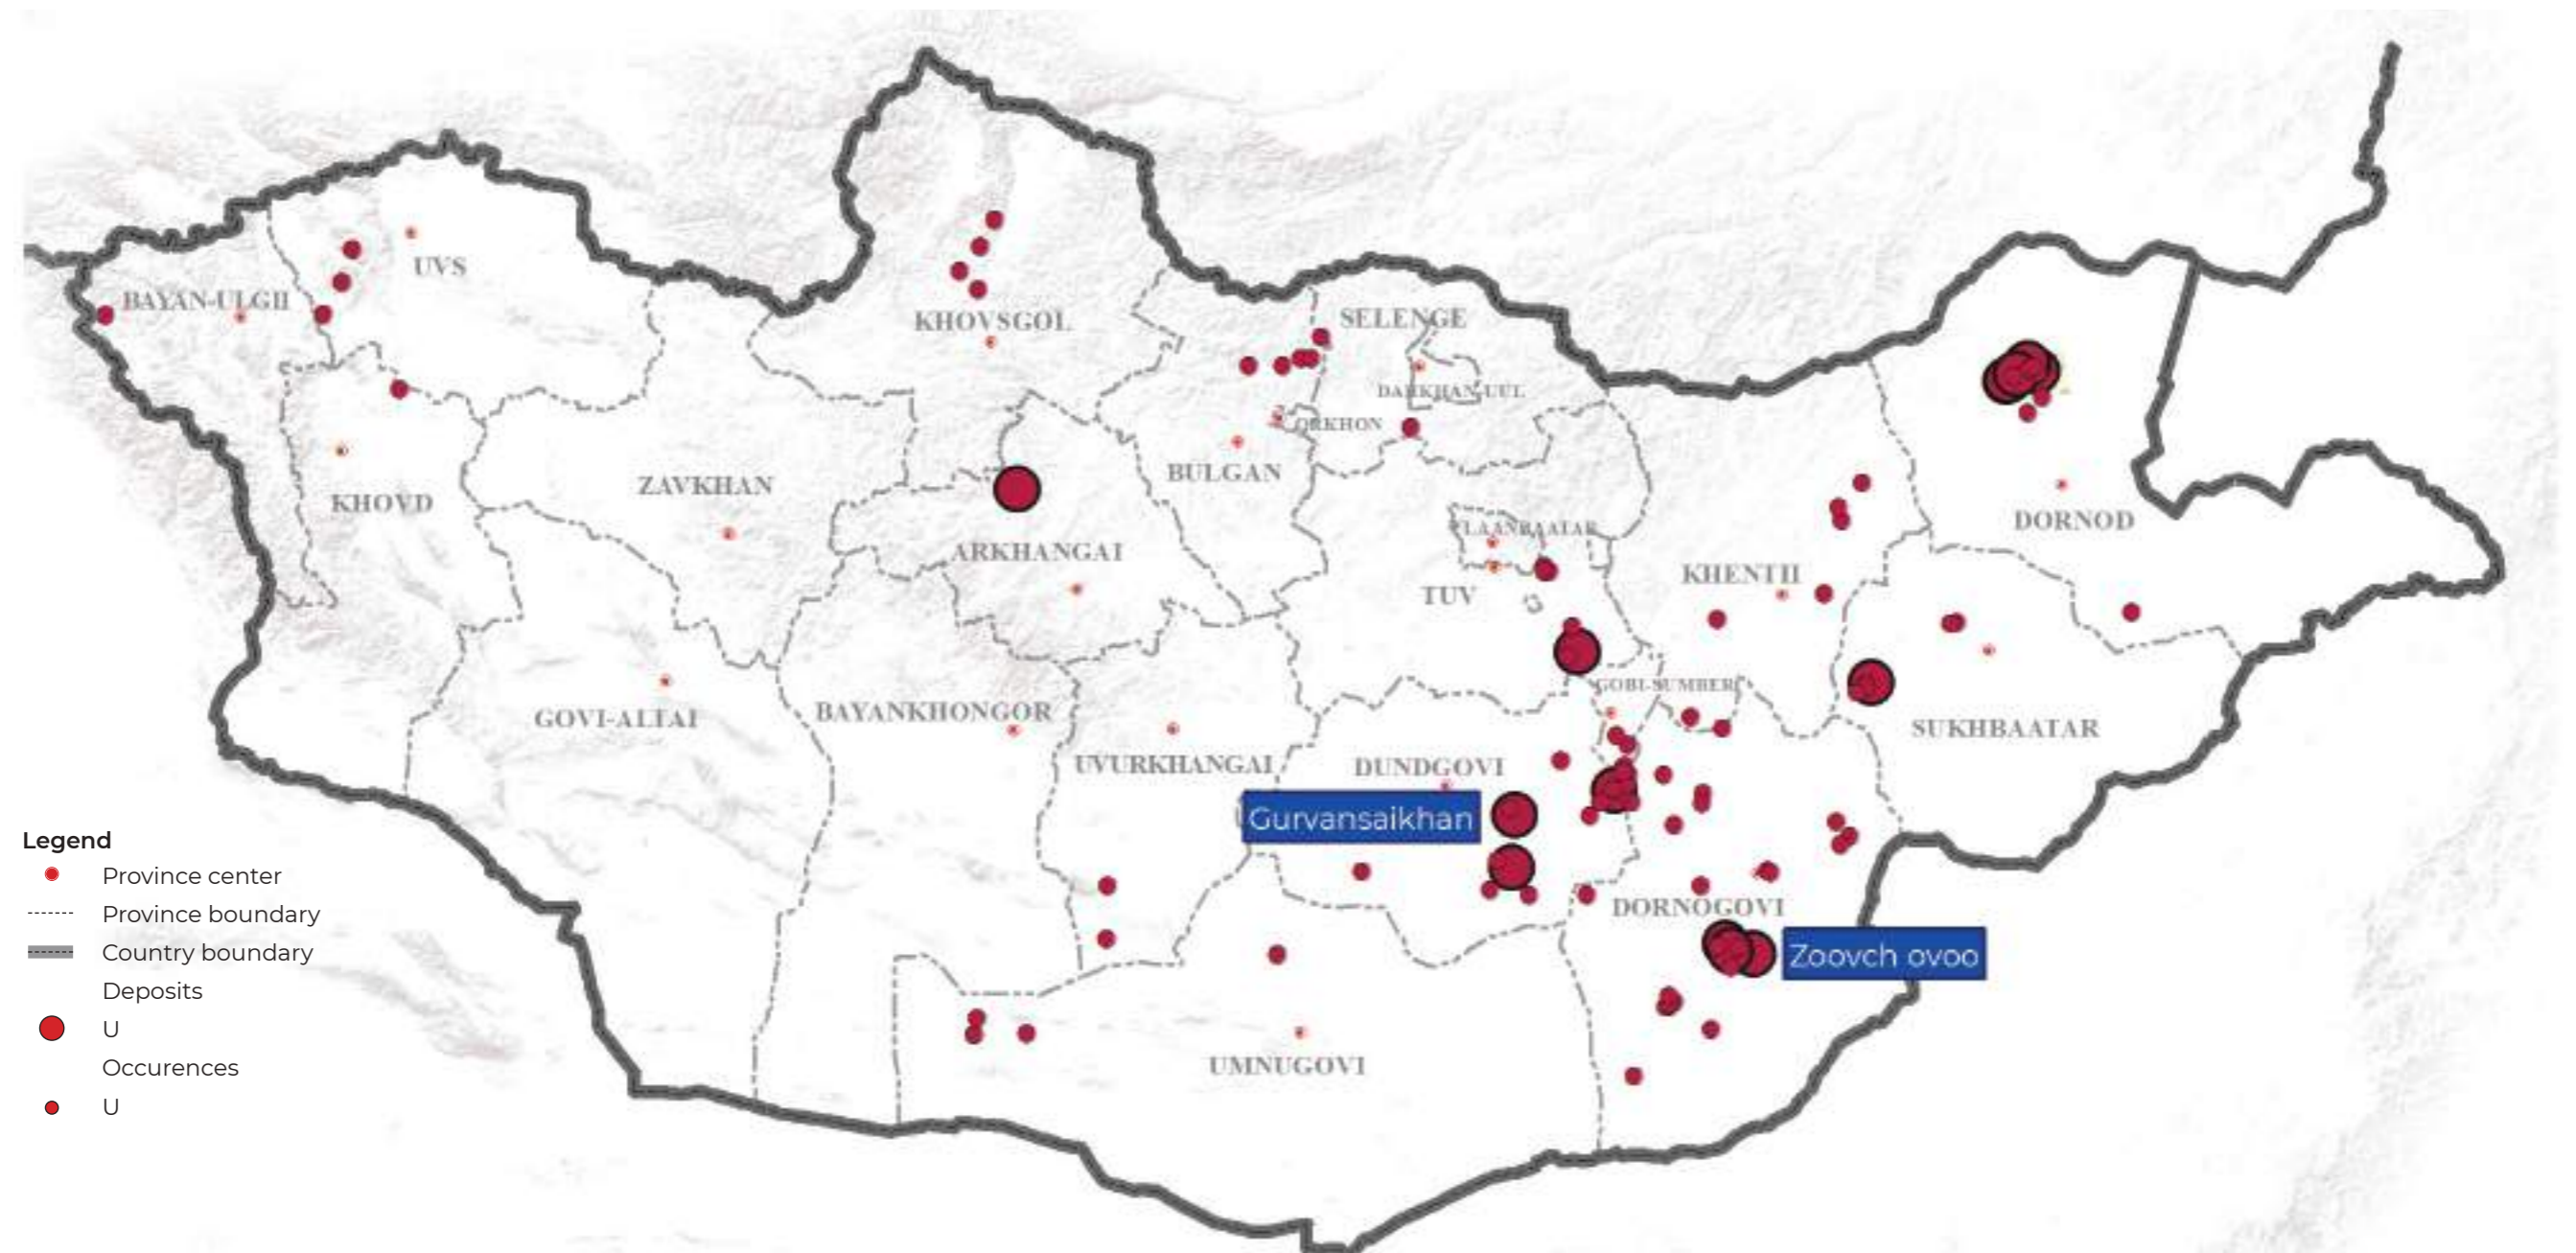 UVS
BAYAN-ULGII
KHOVSGOL
SELENGE
DARKHAN-UUL
ORKHON
BULGAN
ZAVKHAN
KHOVD
DORNOD
ULAANBAATAR
ARKHANGAI
KHENTII
TUV
GOBI-SUMBER
BAYANKHONGOR
GOVI-ALTAI
SUKHBAATAR
UVURKHANGAI
DUNDGOVI
Gurvansaikhan
DORNOGOVI
Zoovch ovoo
UMNUGOVI
Legend
Province center
Province boundary
Country boundary
Deposits
U
Occurences
U